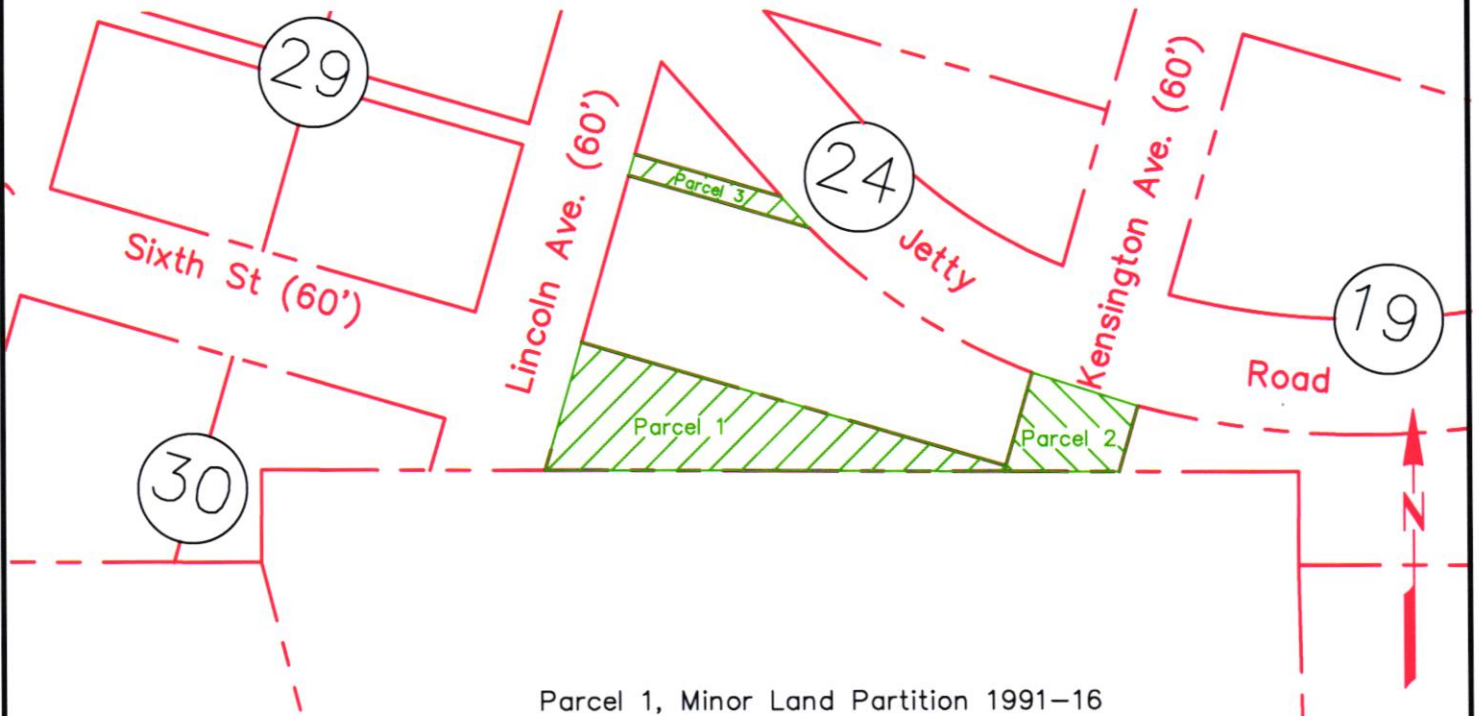 29
Lincoln Ave. (60')
Kensington Ave. (60')
24
Parcel 3
Jetty
Sixth St (60')
19
Road
Parcel 1
Parcel 2
30
N
Parcel 1, Minor Land Partition 1991-16